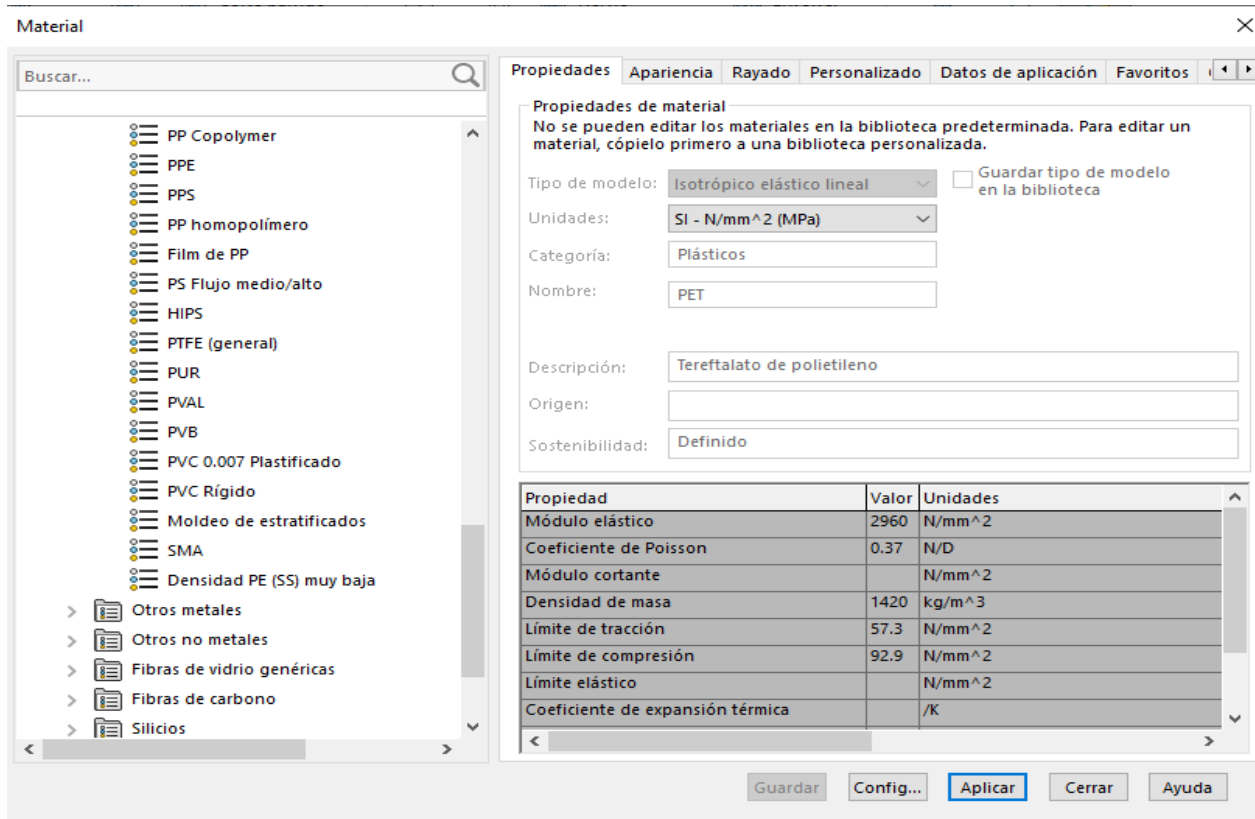 Material
Buscar...
PP Copolymer
PPE
PPS
PP homopolímero
Film de PP
PS Flujo medio/alto
HIPS
PTFE (general)
PUR
PVAL
PVB
PVC 0.007 Plastificado
PVC Rígido
Moldeo de estratificados
SMA
Densidad PE (SS) muy baja
Otros metales
Otros no metales
Fibras de vidrio genéricas
Fibras de carbono
Silicios
Propiedades Apariencia Rayado Personalizado Datos de aplicación Favoritos
Propiedades de material
No se pueden editar los materiales en la biblioteca predeterminada. Para editar un
material, cópielo primero a una biblioteca personalizada.
Tipo de modelo: Isotrópico elástico lineal
Guardar tipo de modelo
en la biblioteca
Unidades: SI - N/mm^2 (MPa)
Categoría: Plásticos
Nombre: PET
Descripción: Tereftalato de polietileno
Origen:
Sostenibilidad: Definido
Propiedad Valor Unidades
Módulo elástico 2960 N/mm^2
Coeficiente de Poisson 0.37 N/D
Módulo cortante N/mm^2
Densidad de masa 1420 kg/m^3
Límite de tracción 57.3 N/mm^2
Límite de compresión 92.9 N/mm^2
Límite elástico N/mm^2
Coeficiente de expansión térmica /K
Guardar Config... Aplicar Cerrar Ayuda